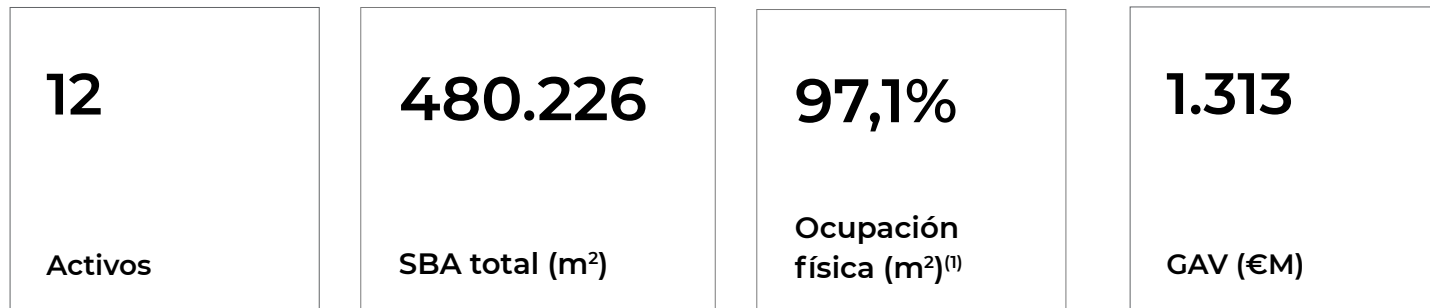 12
Activos
480.226
SBA total (m²)
97,1%
Ocupación
física (m²)⁽¹⁾
1.313
GAV (€M)